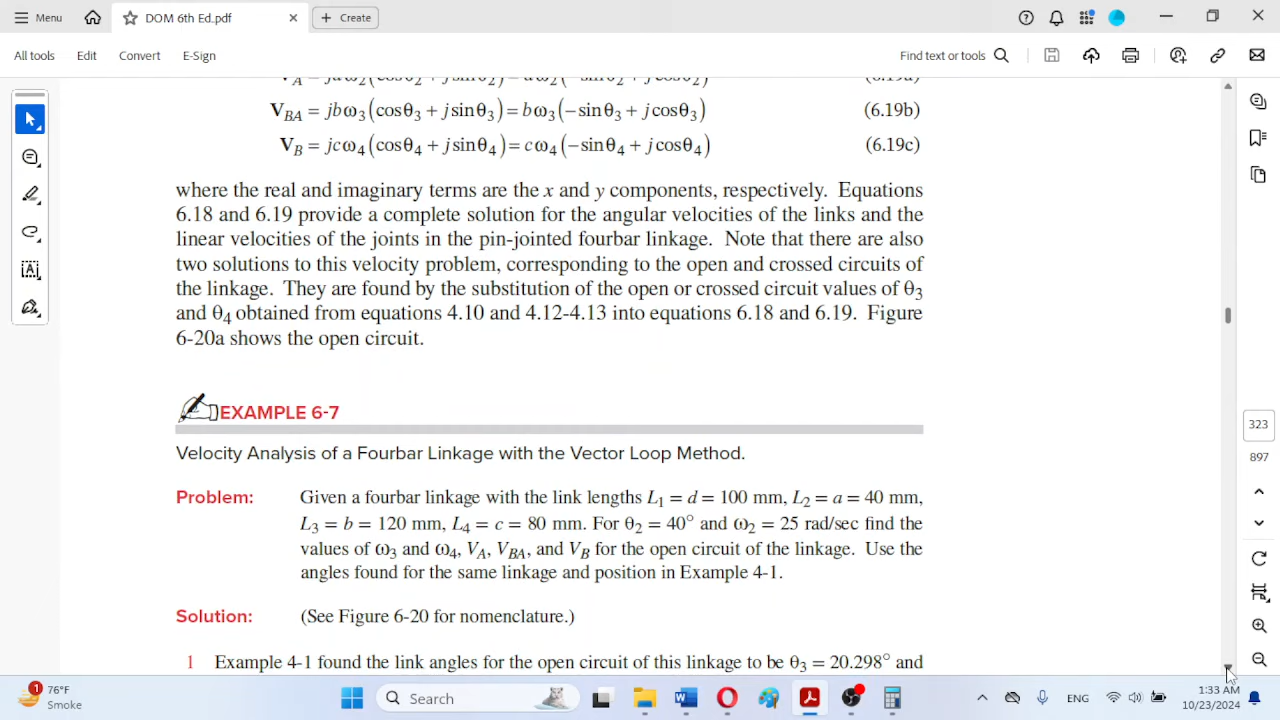 Menu
DOM 6th Ed.pdf
Create
All tools
Edit
Convert
E-Sign
Find text or tools
V_BA = jbω₃(cosθ₃ + j sinθ₃) = bω₃(−sinθ₃ + j cosθ₃) (6.19b)
V_B = jcω₄(cosθ₄ + j sinθ₄) = cω₄(−sinθ₄ + j cosθ₄) (6.19c)
where the real and imaginary terms are the x and y components, respectively. Equations
6.18 and 6.19 provide a complete solution for the angular velocities of the links and the
linear velocities of the joints in the pin-jointed fourbar linkage. Note that there are also
two solutions to this velocity problem, corresponding to the open and crossed circuits of
the linkage. They are found by the substitution of the open or crossed circuit values of θ₃
and θ₄ obtained from equations 4.10 and 4.12-4.13 into equations 6.18 and 6.19. Figure
6-20a shows the open circuit.
EXAMPLE 6-7
Velocity Analysis of a Fourbar Linkage with the Vector Loop Method.
Problem: Given a fourbar linkage with the link lengths L₁ = d = 100 mm, L₂ = a = 40 mm,
L₃ = b = 120 mm, L₄ = c = 80 mm. For θ₂ = 40° and ω₂ = 25 rad/sec find the
values of ω₃ and ω₄, V_A, V_BA, and V_B for the open circuit of the linkage. Use the
angles found for the same linkage and position in Example 4-1.
Solution: (See Figure 6-20 for nomenclature.)
1 Example 4-1 found the link angles for the open circuit of this linkage to be θ₃ = 20.298° and
323
897
1
76°F
Smoke
Search
ENG
1:33 AM
10/23/2024